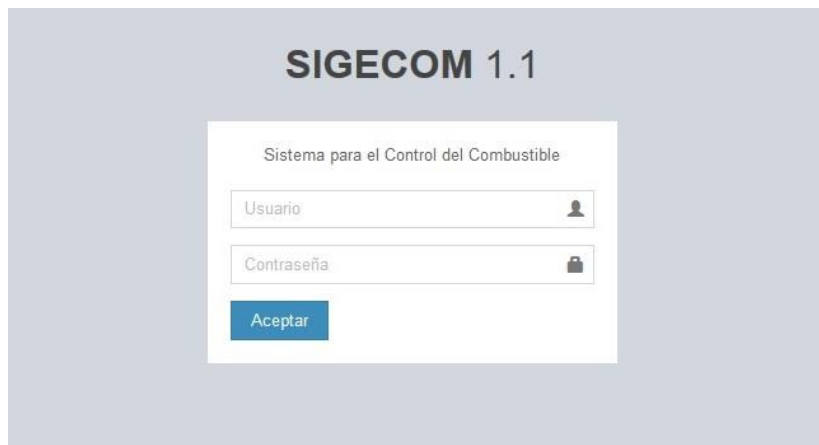 SIGECOM 1.1
Sistema para el Control del Combustible
Usuario
Contraseña
Aceptar